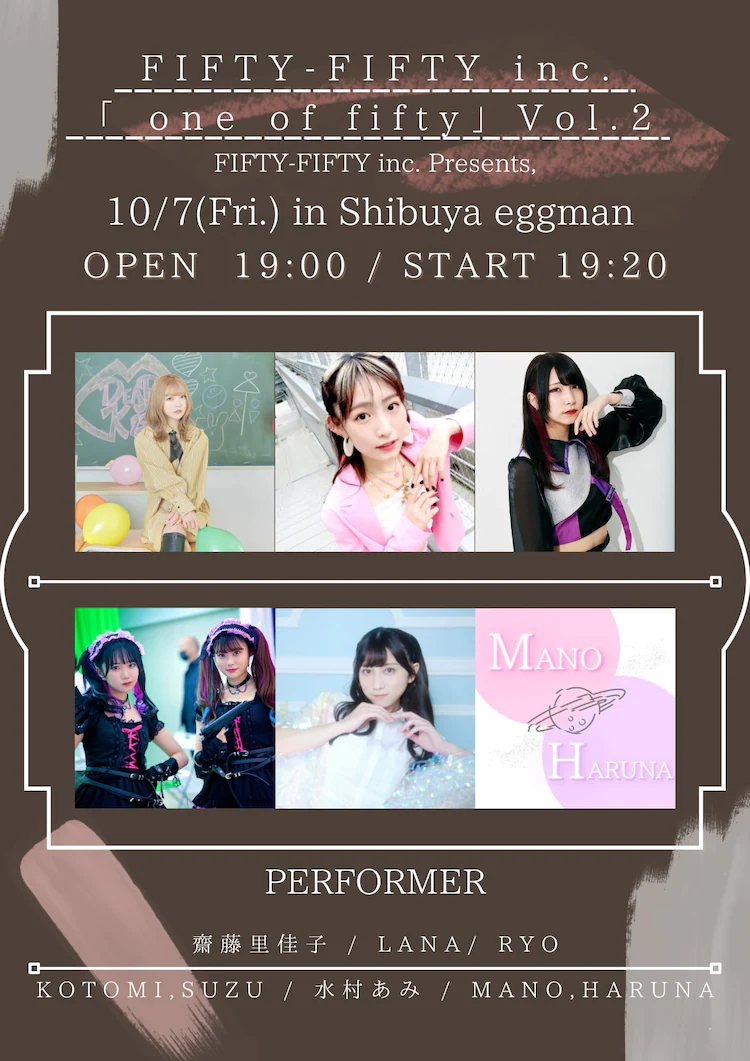 FIFTY-FIFTY inc.
「 one of fifty」Vol.2
FIFTY-FIFTY inc. Presents,
10/7(Fri.) in Shibuya eggman
OPEN 19:00 / START 19:20
MANO
HARUNA
PERFORMER
齋藤里佳子 / LANA/ RYO
KOTOMI,SUZU / 水村あみ / MANO,HARUNA